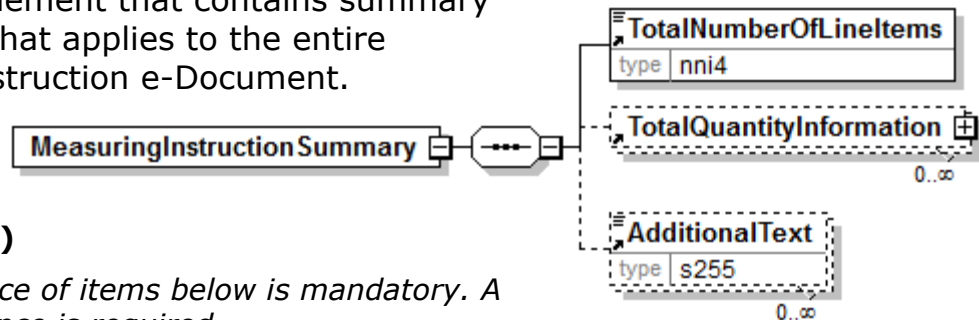 ement that contains summary
hat applies to the entire
struction e-Document.
TotalNumberOfLineItems
type nni4
MeasuringInstructionSummary
TotalQuantityInformation
0..∞
AdditionalText
type s255
0..∞
)
ce of items below is mandatory. A